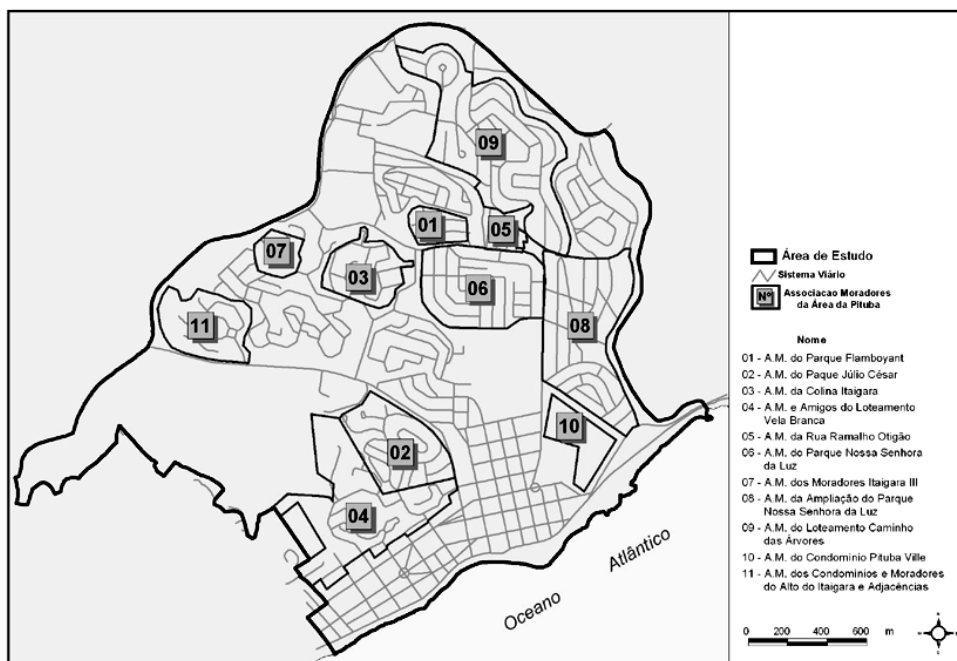 09
01
05
07
03
06
11
08
10
02
04
Oceano Atlântico
Área de Estudo
Sistema Viário
Nº Associacao Moradores
da Área da Pituba
Nome
01 - A.M. do Parque Flamboyant
02 - A.M. do Paque Júlio César
03 - A.M. da Colina Itaigara
04 - A.M. e Amigos do Loteamento
Vela Branca
05 - A.M. da Rua Ramalho Otigão
06 - A.M. do Parque Nossa Senhora
da Luz
07 - A.M. dos Moradores Itaigara III
08 - A.M. da Ampliação do Parque
Nossa Senhora da Luz
09 - A.M. do Loteamento Caminho
das Árvores
10 - A.M. do Condominio Pituba Ville
11 - A.M. dos Condominios e Moradores
do Alto do Itaigara e Adjacências
0 200 400 600 m